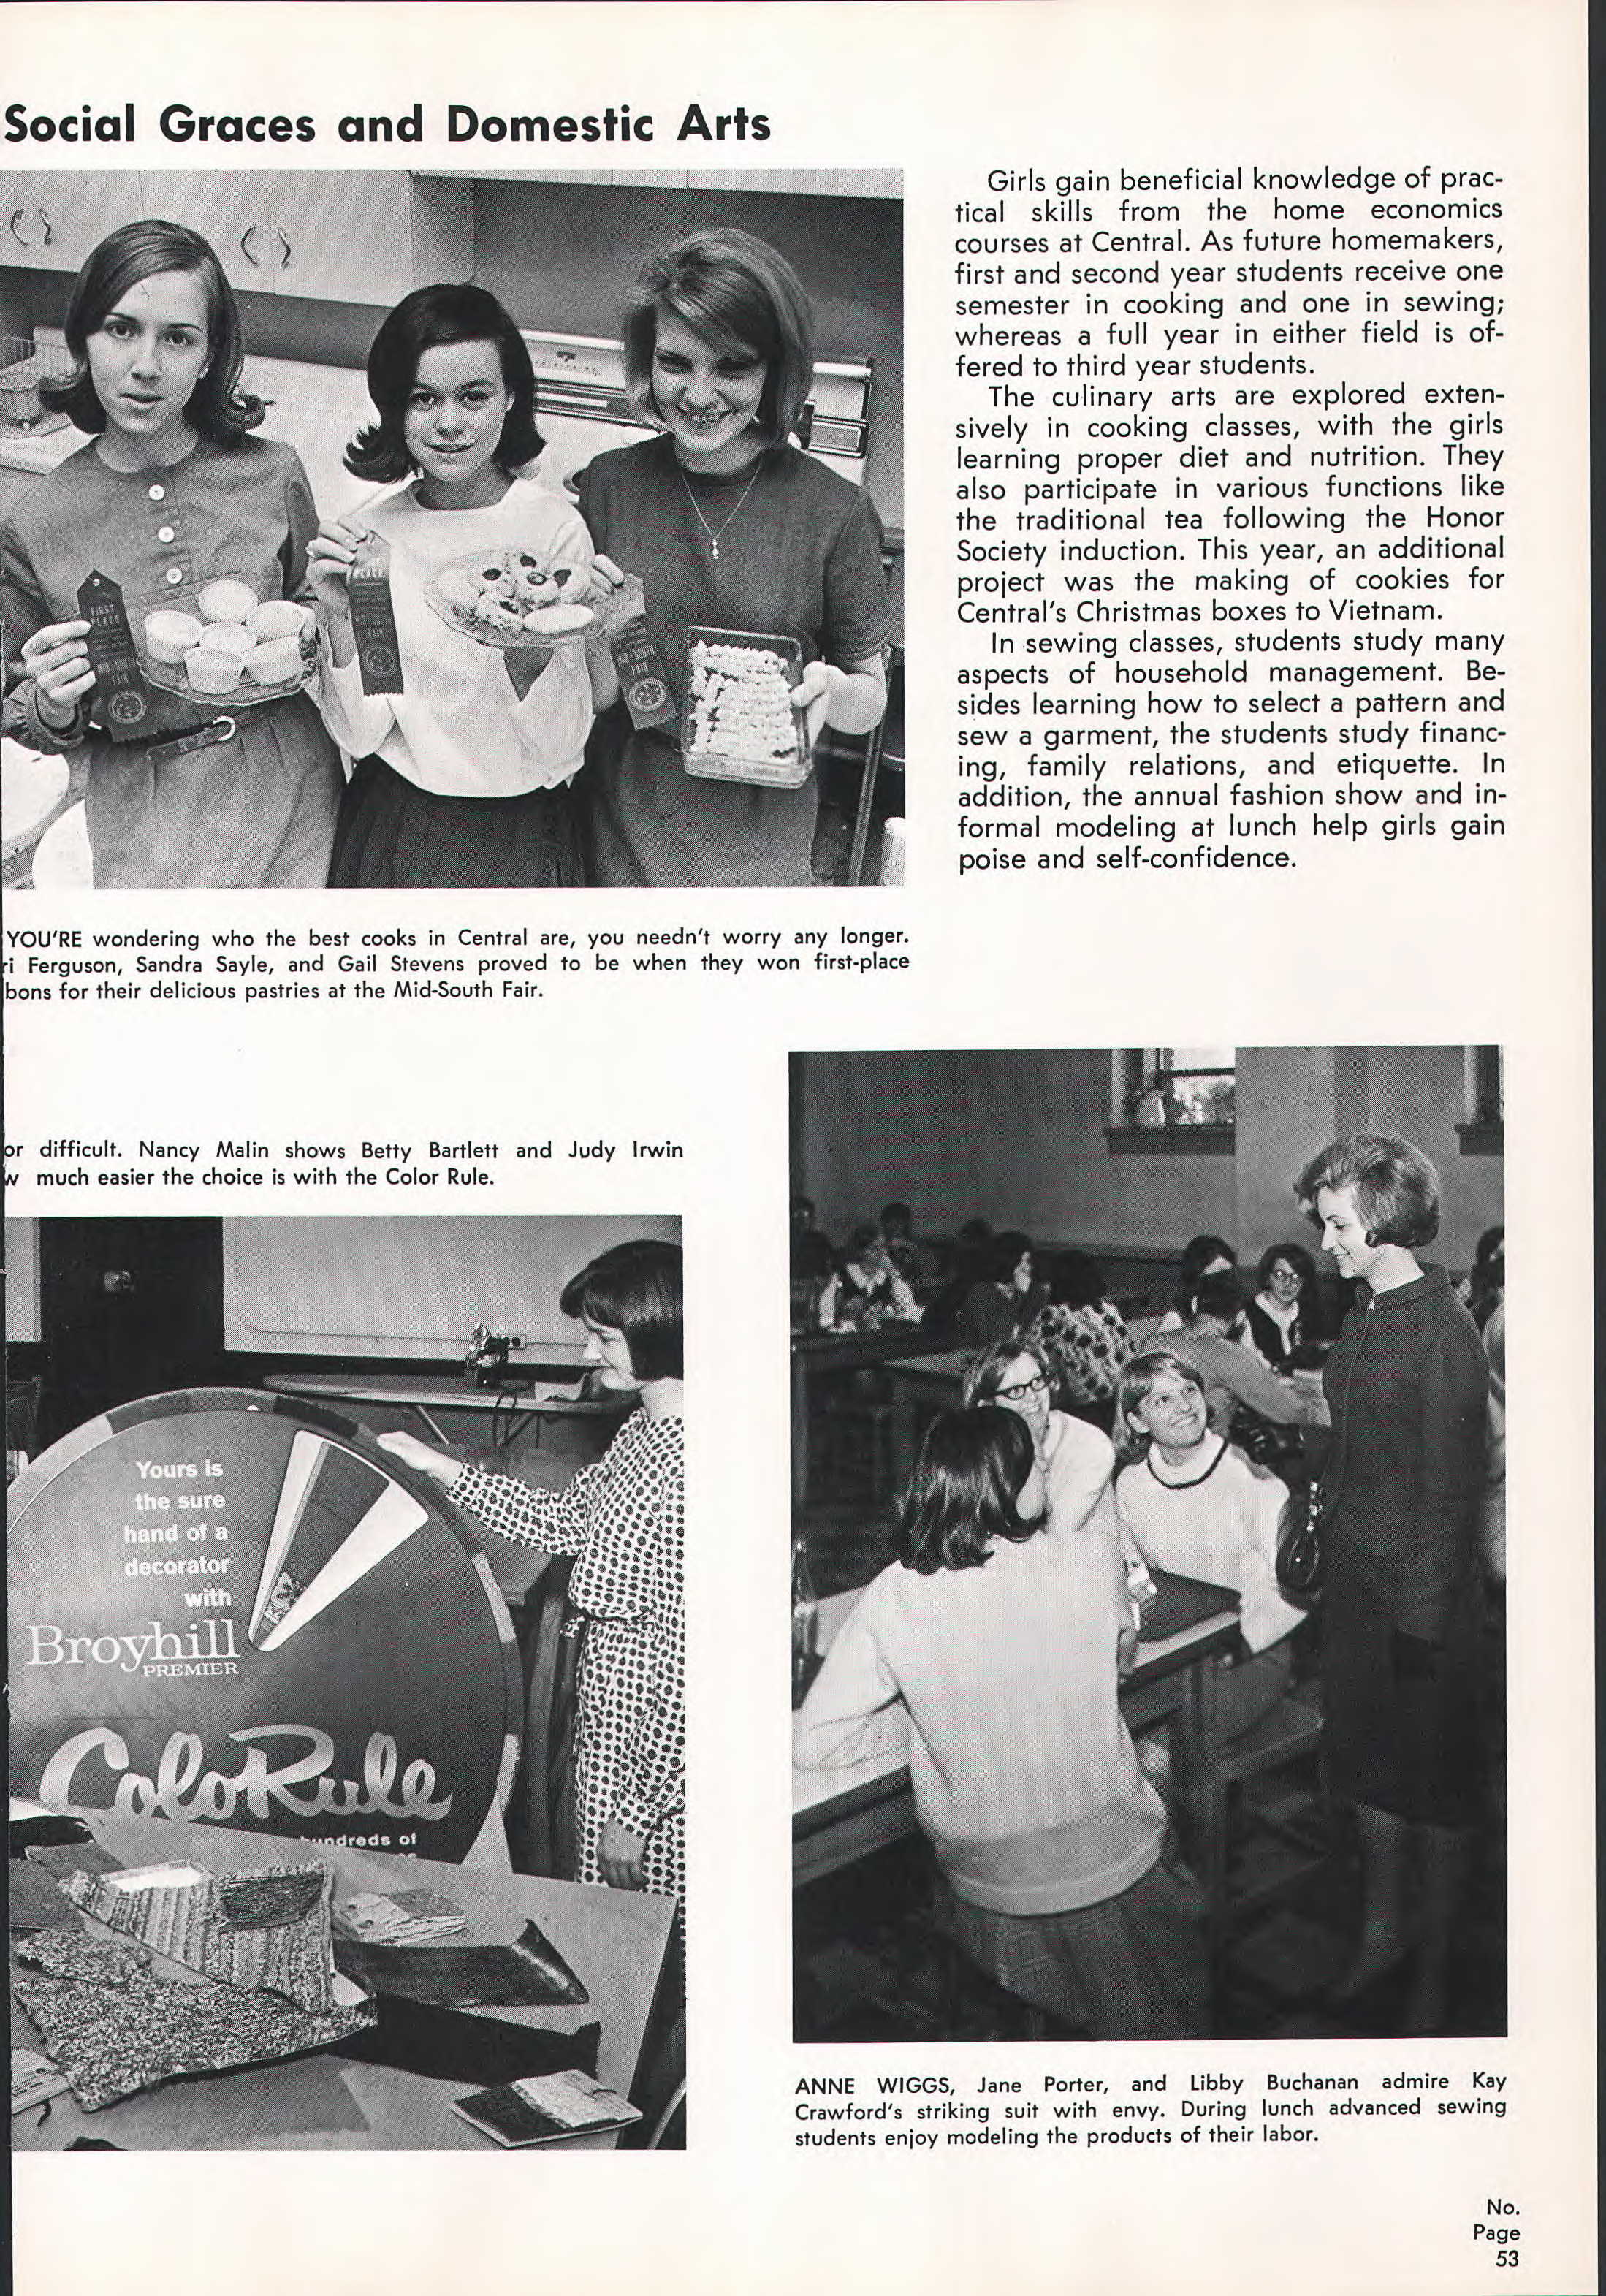 Social Graces and Domestic Arts
Girls gain beneficial knowledge of prac-
tical skills from the home economics
courses at Central. As future homemakers,
first and second year students receive one
semester in cooking and one in sewing;
whereas a full year in either field is of-
fered to third year students.
The culinary arts are explored exten-
sively in cooking classes, with the girls
learning proper diet and nutrition. They
also participate in various functions like
the traditional tea following the Honor
Society induction. This year, an additional
project was the making of cookies for
Central's Christmas boxes to Vietnam.
In sewing classes, students study many
aspects of household management. Be-
sides learning how to select a pattern and
sew a garment, the students study financ-
ing, family relations, and etiquette. In
addition, the annual fashion show and in-
formal modeling at lunch help girls gain
poise and self-confidence.
FIRST
PLACE
MID-SOUTH
FAIR
PLACE
FAIR
MID-SOUTH
FAIR
YOU'RE wondering who the best cooks in Central are, you needn't worry any longer.
ri Ferguson, Sandra Sayle, and Gail Stevens proved to be when they won first-place
bons for their delicious pastries at the Mid-South Fair.
or difficult. Nancy Malin shows Betty Bartlett and Judy Irwin
w much easier the choice is with the Color Rule.
Yours is
the sure
hand of a
decorator
with
Broyhill
PREMIER
ColoRule
hundreds of
ANNE WIGGS, Jane Porter, and Libby Buchanan admire Kay
Crawford's striking suit with envy. During lunch advanced sewing
students enjoy modeling the products of their labor.
No.
Page
53